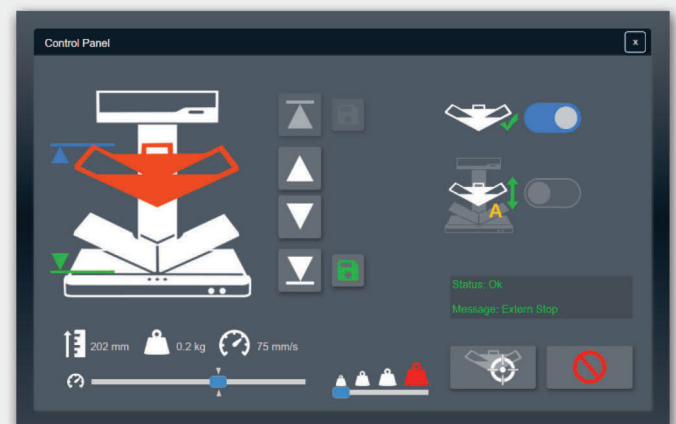 Control Panel
x
A
Status: Ok
Message: Extern Stop
202 mm
0.2 kg
75 mm/s